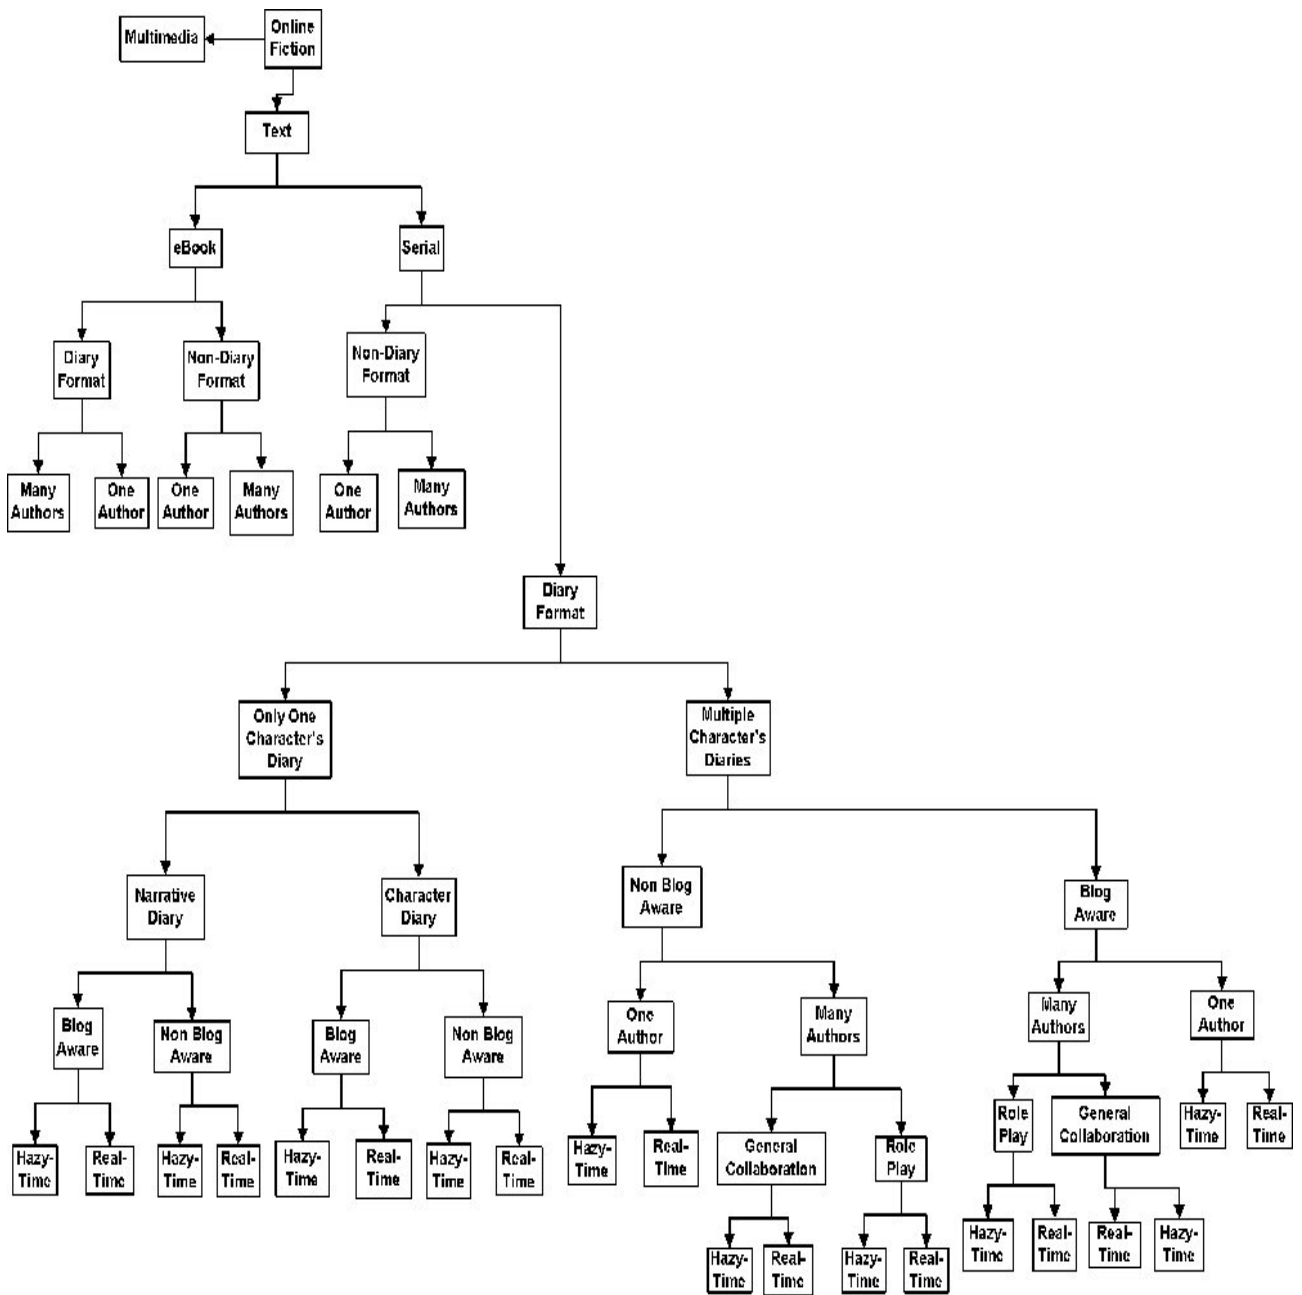 Multimedia
Online
Fiction
Text
eBook
Serial
Diary
Format
Non-Diary
Format
Non-Diary
Format
Many
Authors
One
Author
One
Author
Many
Authors
One
Author
Many
Authors
Diary
Format
Only One
Character's
Diary
Multiple
Character's
Diaries
Narrative
Diary
Character
Diary
Non Blog
Aware
Blog
Aware
Blog
Aware
Non Blog
Aware
Blog
Aware
Non Blog
Aware
One
Author
Many
Authors
Many
Authors
One
Author
Hazy-
Time
Real-
Time
Hazy-
Time
Real-
Time
Hazy-
Time
Real-
Time
Hazy-
Time
Real-
Time
Hazy-
Time
Real-
Time
General
Collaboration
Role
Play
Role
Play
General
Collaboration
Hazy-
Time
Real-
Time
Hazy-
Time
Real-
Time
Hazy-
Time
Real-
Time
Hazy-
Time
Real-
Time
Real-
Time
Hazy-
Time